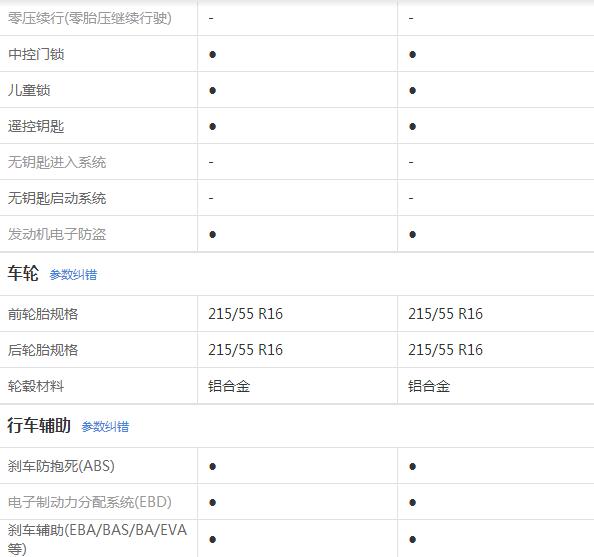 零压续行(零胎压继续行驶) - -
中控门锁 ● ●
儿童锁 ● ●
遥控钥匙 ● ●
无钥匙进入系统 - -
无钥匙启动系统 - -
发动机电子防盗 ● ●
车轮 参数纠错
前轮胎规格 215/55 R16 215/55 R16
后轮胎规格 215/55 R16 215/55 R16
轮毂材料 铝合金 铝合金
行车辅助 参数纠错
刹车防抱死(ABS) ● ●
电子制动力分配系统(EBD) ● ●
刹车辅助(EBA/BAS/BA/EVA
等) ● ●